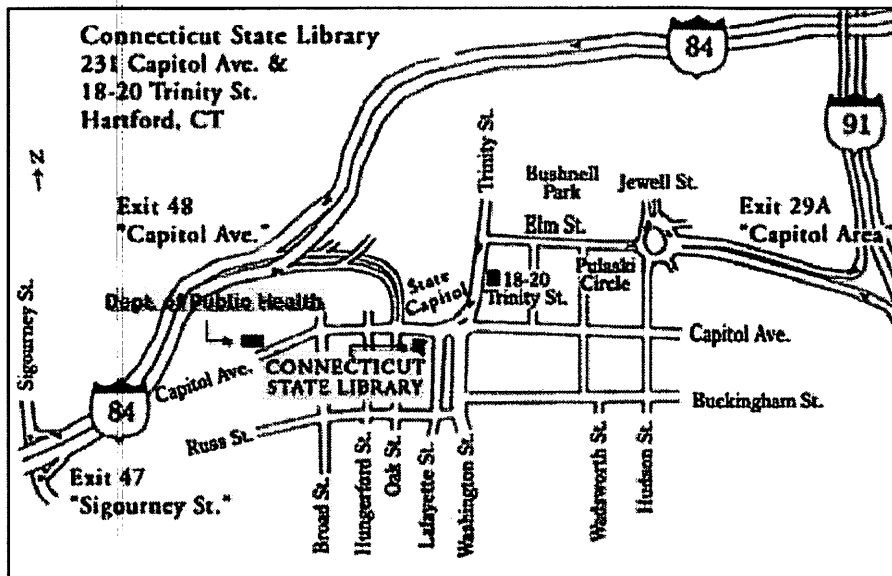 Connecticut State Library
231 Capitol Ave. &
18-20 Trinity St.
Hartford, CT
84
91
→ N
Trinity St.
Bushnell
Park
Jewell St.
Exit 48
"Capitol Ave."
Elm St.
Exit 29A
"Capitol Area"
State
Capitol
18-20
Trinity St.
Pulaski
Circle
Sigourney St.
Dept. of Public Health
Capitol Ave.
CONNECTICUT
STATE LIBRARY
Capitol Ave.
84
Buckingham St.
Russ St.
Exit 47
"Sigourney St."
Broad St.
Hungerford St.
Oak St.
Lafayette St.
Washington St.
Wadsworth St.
Hudson St.